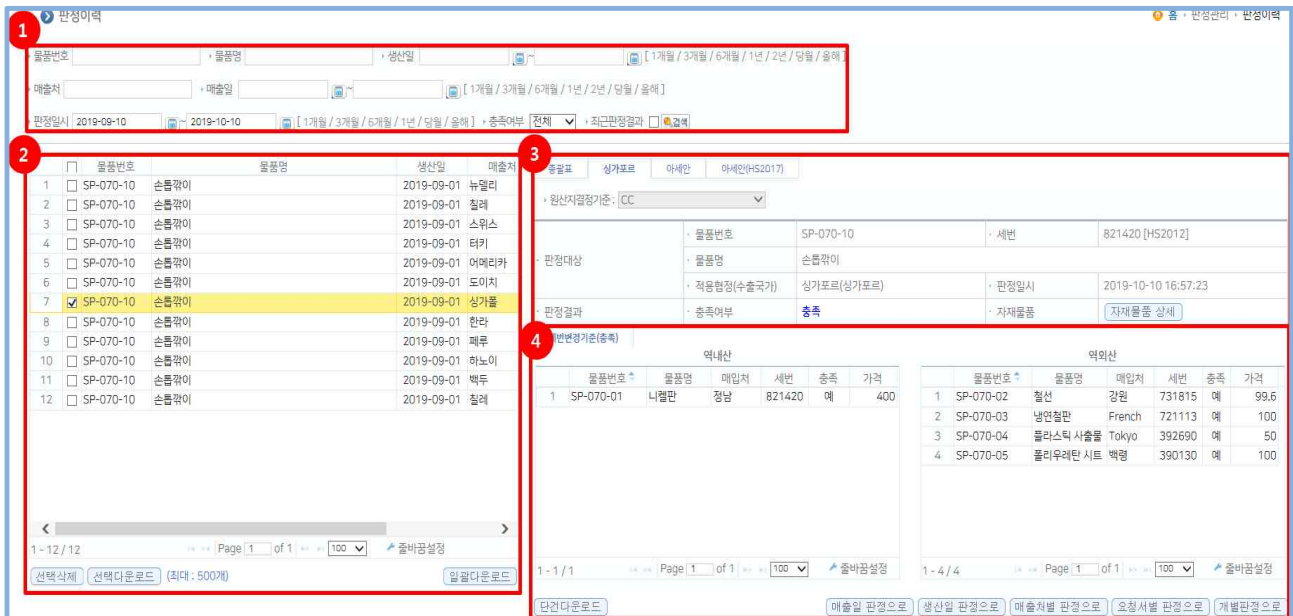 판정이력
홈 › 판정관리 › 판정이력
1
물품번호 물품명 생산일 ~ [ 1개월 / 3개월 / 6개월 / 1년 / 2년 / 당월 / 올해 ]
매출처 매출일 ~ [ 1개월 / 3개월 / 6개월 / 1년 / 2년 / 당월 / 올해 ]
판정일시 2019-09-10 ~ 2019-10-10 [ 1개월 / 3개월 / 6개월 / 1년 / 당월 / 올해 ] 충족여부 전체 최근판정결과 검색
2
물품번호 물품명 생산일 매출처
1 SP-070-10 손톱깎이 2019-09-01 뉴델리
2 SP-070-10 손톱깎이 2019-09-01 칠레
3 SP-070-10 손톱깎이 2019-09-01 스위스
4 SP-070-10 손톱깎이 2019-09-01 터키
5 SP-070-10 손톱깎이 2019-09-01 어메리카
6 SP-070-10 손톱깎이 2019-09-01 도이치
7 SP-070-10 손톱깎이 2019-09-01 싱가폴
8 SP-070-10 손톱깎이 2019-09-01 한라
9 SP-070-10 손톱깎이 2019-09-01 페루
10 SP-070-10 손톱깎이 2019-09-01 하노이
11 SP-070-10 손톱깎이 2019-09-01 백두
12 SP-070-10 손톱깎이 2019-09-01 칠레
1 - 12 / 12 Page 1 of 1 100 줄바꿈설정
선택삭제 선택다운로드 (최대 : 500개) 일괄다운로드
3
총괄표 싱가포르 아세안 아세안(HS2017)
원산지결정기준 : CC
판정대상 물품번호 SP-070-10 세번 821420 [HS2012]
물품명 손톱깎이
적용협정(수출국가) 싱가포르(싱가포르) 판정일시 2019-10-10 16:57:23
판정결과 충족여부 충족 자재물품 자재물품 상세
4
세번변경기준(충족)
역내산
물품번호 물품명 매입처 세번 충족 가격
1 SP-070-01 니켈판 정남 821420 예 400
1 - 1 / 1 Page 1 of 1 100 줄바꿈설정
역외산
물품번호 물품명 매입처 세번 충족 가격
1 SP-070-02 철선 강원 731815 예 99.6
2 SP-070-03 냉연철판 French 721113 예 100
3 SP-070-04 플라스틱 사출물 Tokyo 392690 예 50
4 SP-070-05 폴리우레탄 시트 백령 390130 예 100
1 - 4 / 4 Page 1 of 1 100 줄바꿈설정
단건다운로드 매출일 판정으로 생산일 판정으로 매출처별 판정으로 요청서별 판정으로 개별판정으로